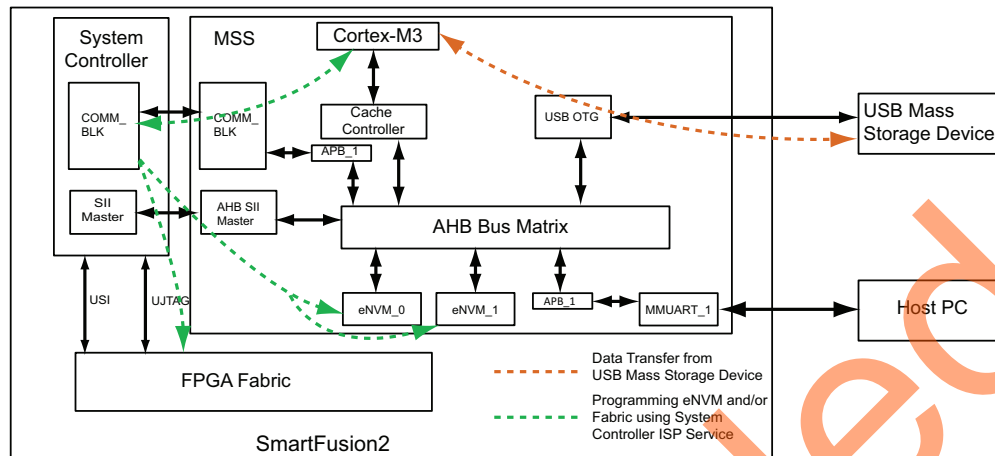 System
Controller
MSS
Cortex-M3
COMM_
BLK
COMM_
BLK
Cache
Controller
USB OTG
USB Mass
Storage Device
APB_1
SII
Master
AHB SII
Master
AHB Bus Matrix
USI
UJTAG
eNVM_0
eNVM_1
APB_1
MMUART_1
Host PC
FPGA Fabric
Data Transfer from
USB Mass Storage Device
Programming eNVM and/or
Fabric using System
Controller ISP Service
SmartFusion2
led